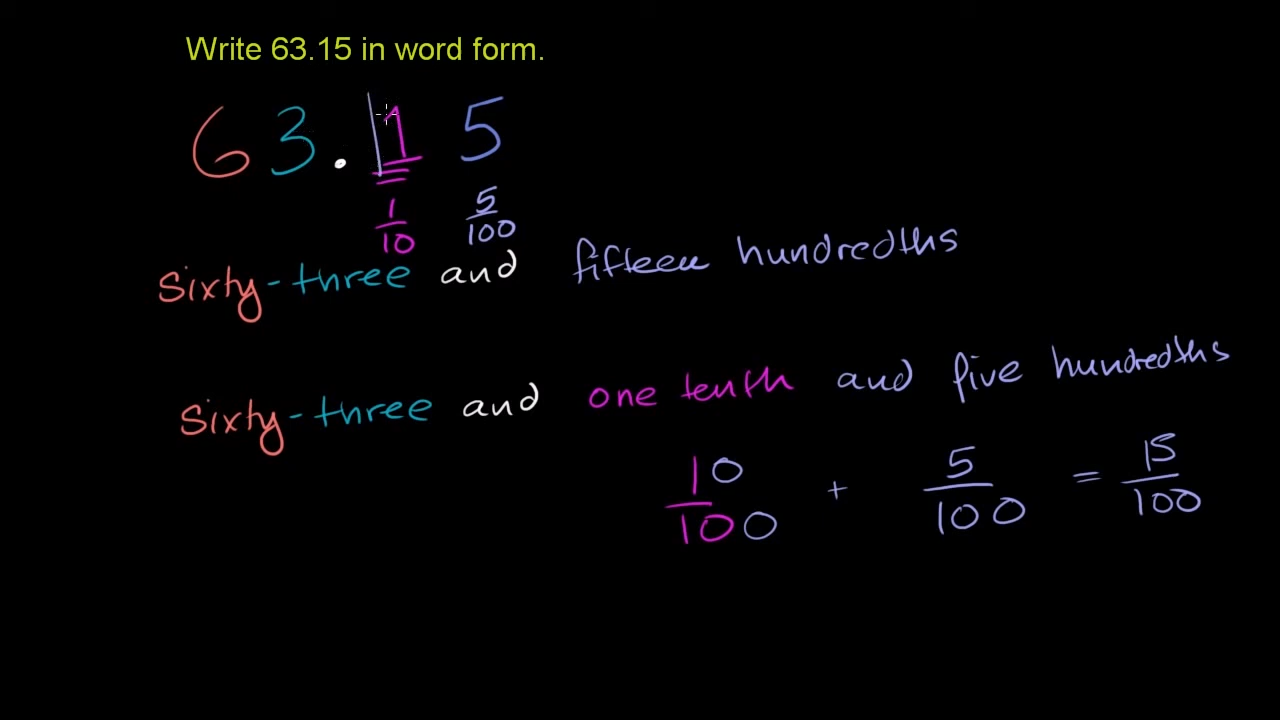 Write 63.15 in word form.
63.15
1/10 5/100
Sixty-three and fifteen hundredths
Sixty-three and one tenth and five hundredths
10/100 + 5/100 = 15/100